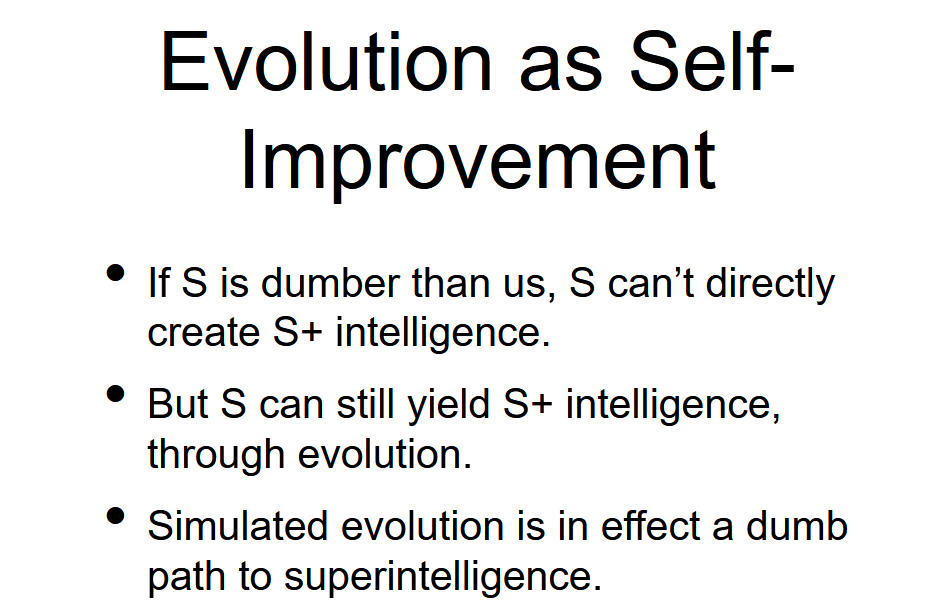 Evolution as Self-
Improvement
• If S is dumber than us, S can’t directly
create S+ intelligence.
• But S can still yield S+ intelligence,
through evolution.
• Simulated evolution is in effect a dumb
path to superintelligence.